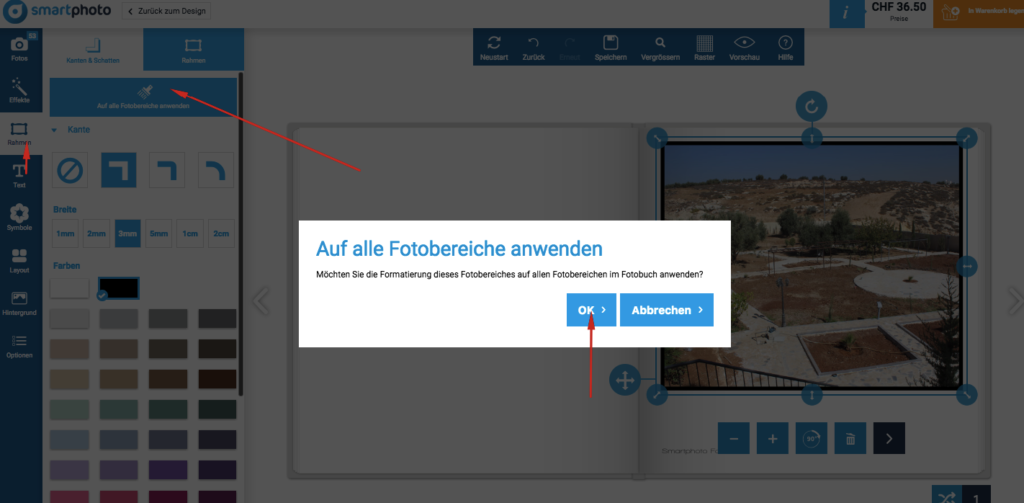 smartphoto
Zurück zum Design
i
CHF 36.50
Preise
In Warenkorb legen
Fotos
Effekte
Rahmen
Text
Symbole
Layout
Hintergrund
Optionen
Kanten & Schatten
Rahmen
Auf alle Fotobereiche anwenden
Kante
Breite
1mm 2mm 3mm 5mm 1cm 2cm
Farben
Neustart Zurück Speichern Vergrössern Raster Vorschau Hilfe
Auf alle Fotobereiche anwenden
Möchten Sie die Formatierung dieses Fotobereiches auf allen Fotobereichen im Fotobuch anwenden?
OK
Abbrechen
90°
Smartphoto
1